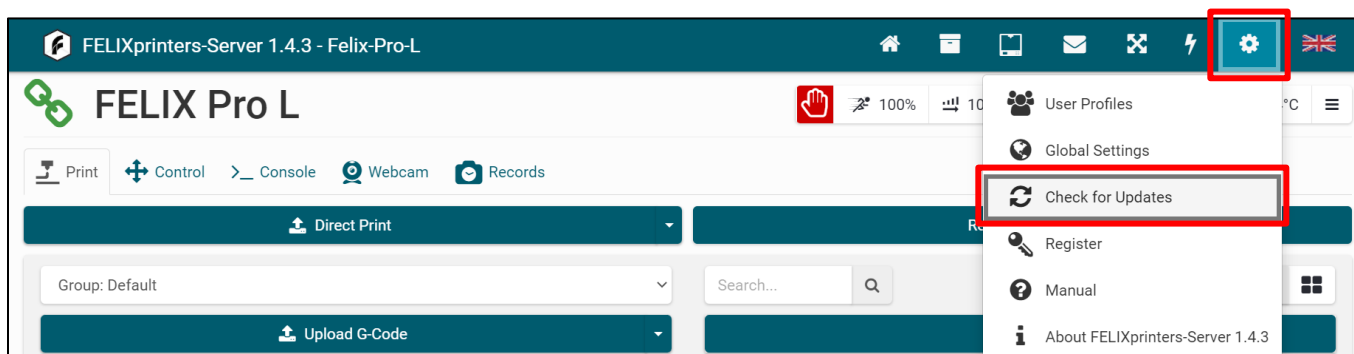 FELIXprinters-Server 1.4.3 - Felix-Pro-L
FELIX Pro L
100%
10
°C
User Profiles
Global Settings
Print
Control
Console
Webcam
Records
Check for Updates
Direct Print
Register
Group: Default
Search...
Manual
Upload G-Code
About FELIXprinters-Server 1.4.3